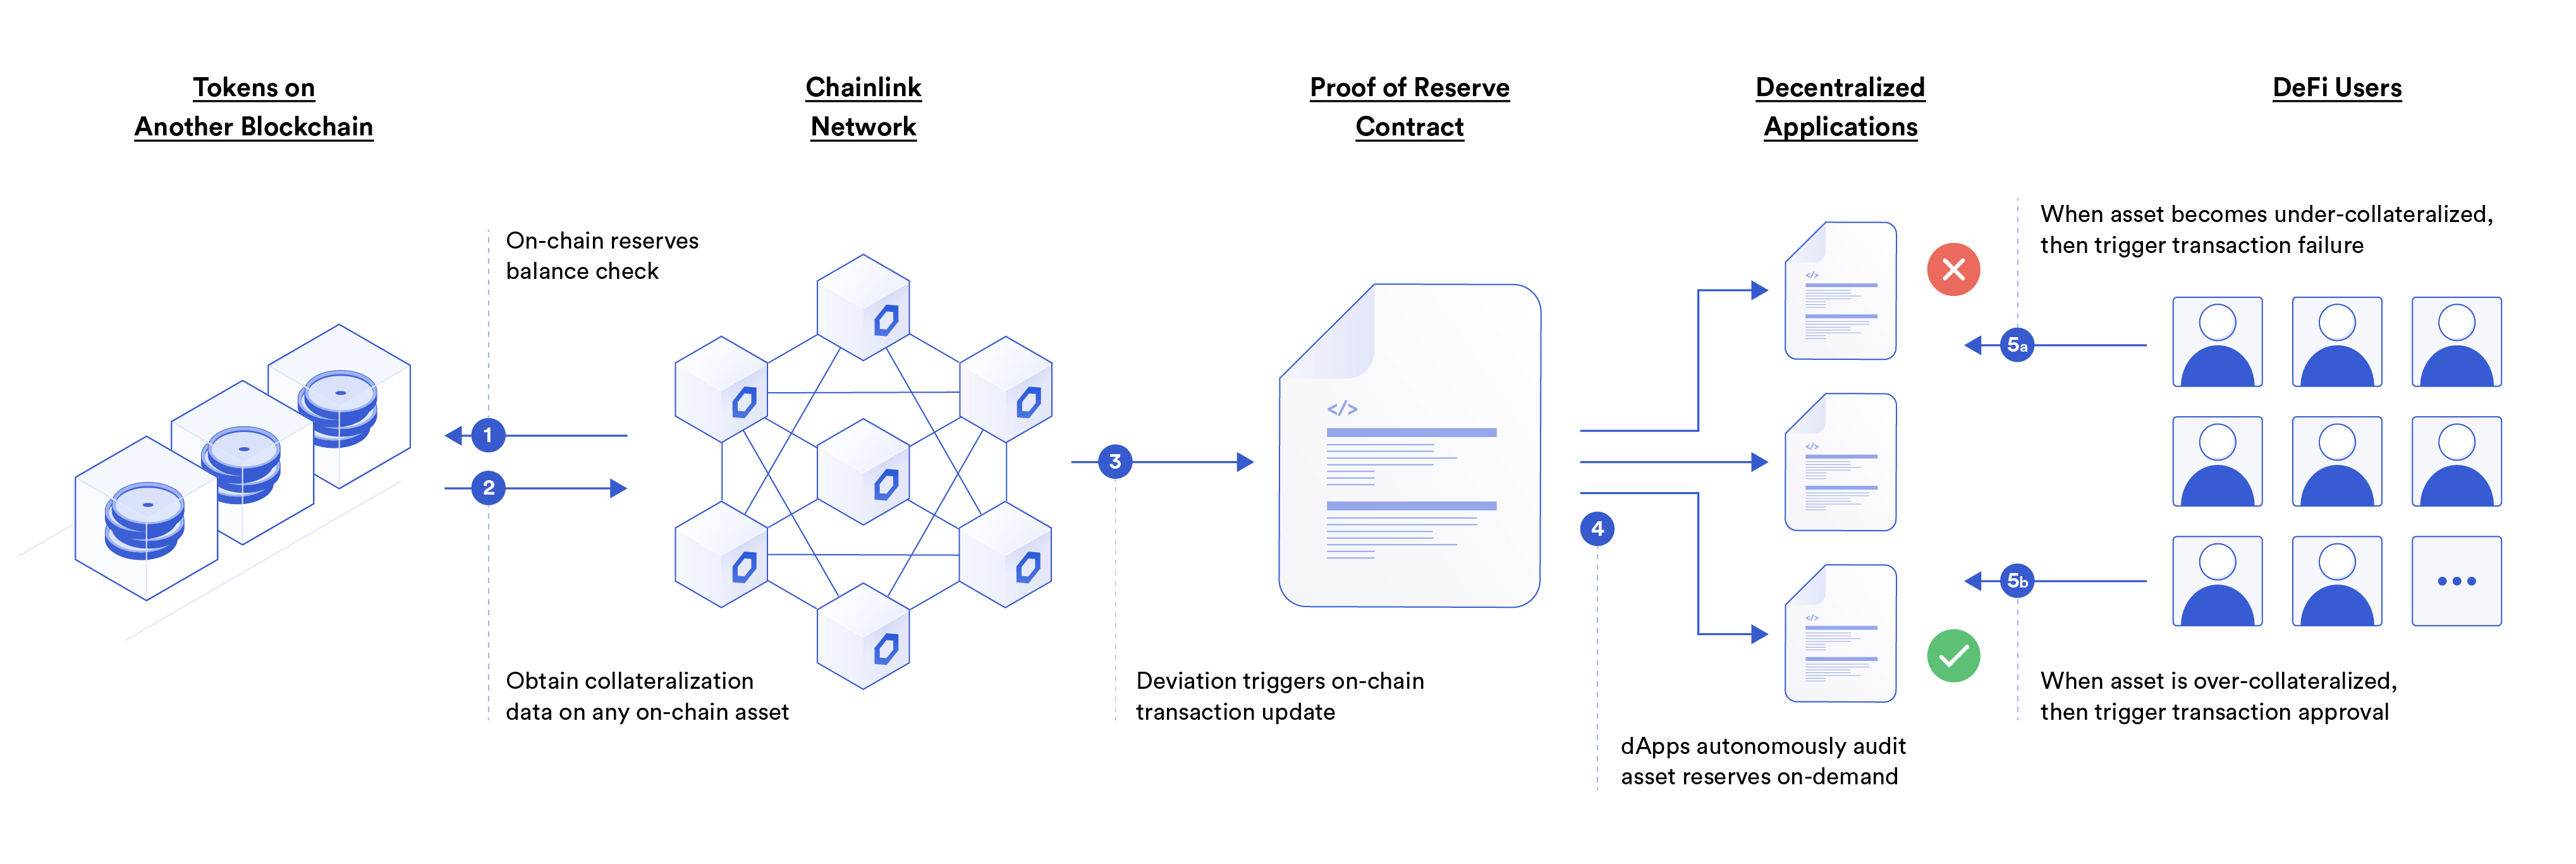 Tokens on
Another Blockchain
Chainlink
Network
Proof of Reserve
Contract
Decentralized
Applications
DeFi Users
On-chain reserves
balance check
1
2
Obtain collateralization
data on any on-chain asset
3
Deviation triggers on-chain
transaction update
</>
4
dApps autonomously audit
asset reserves on-demand
</>
</>
</>
When asset becomes under-collateralized,
then trigger transaction failure
5a
5b
When asset is over-collateralized,
then trigger transaction approval